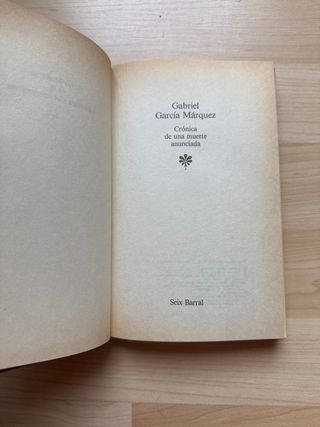 Gabriel
García Márquez
Crónica
de una muerte
anunciada
Seix Barral